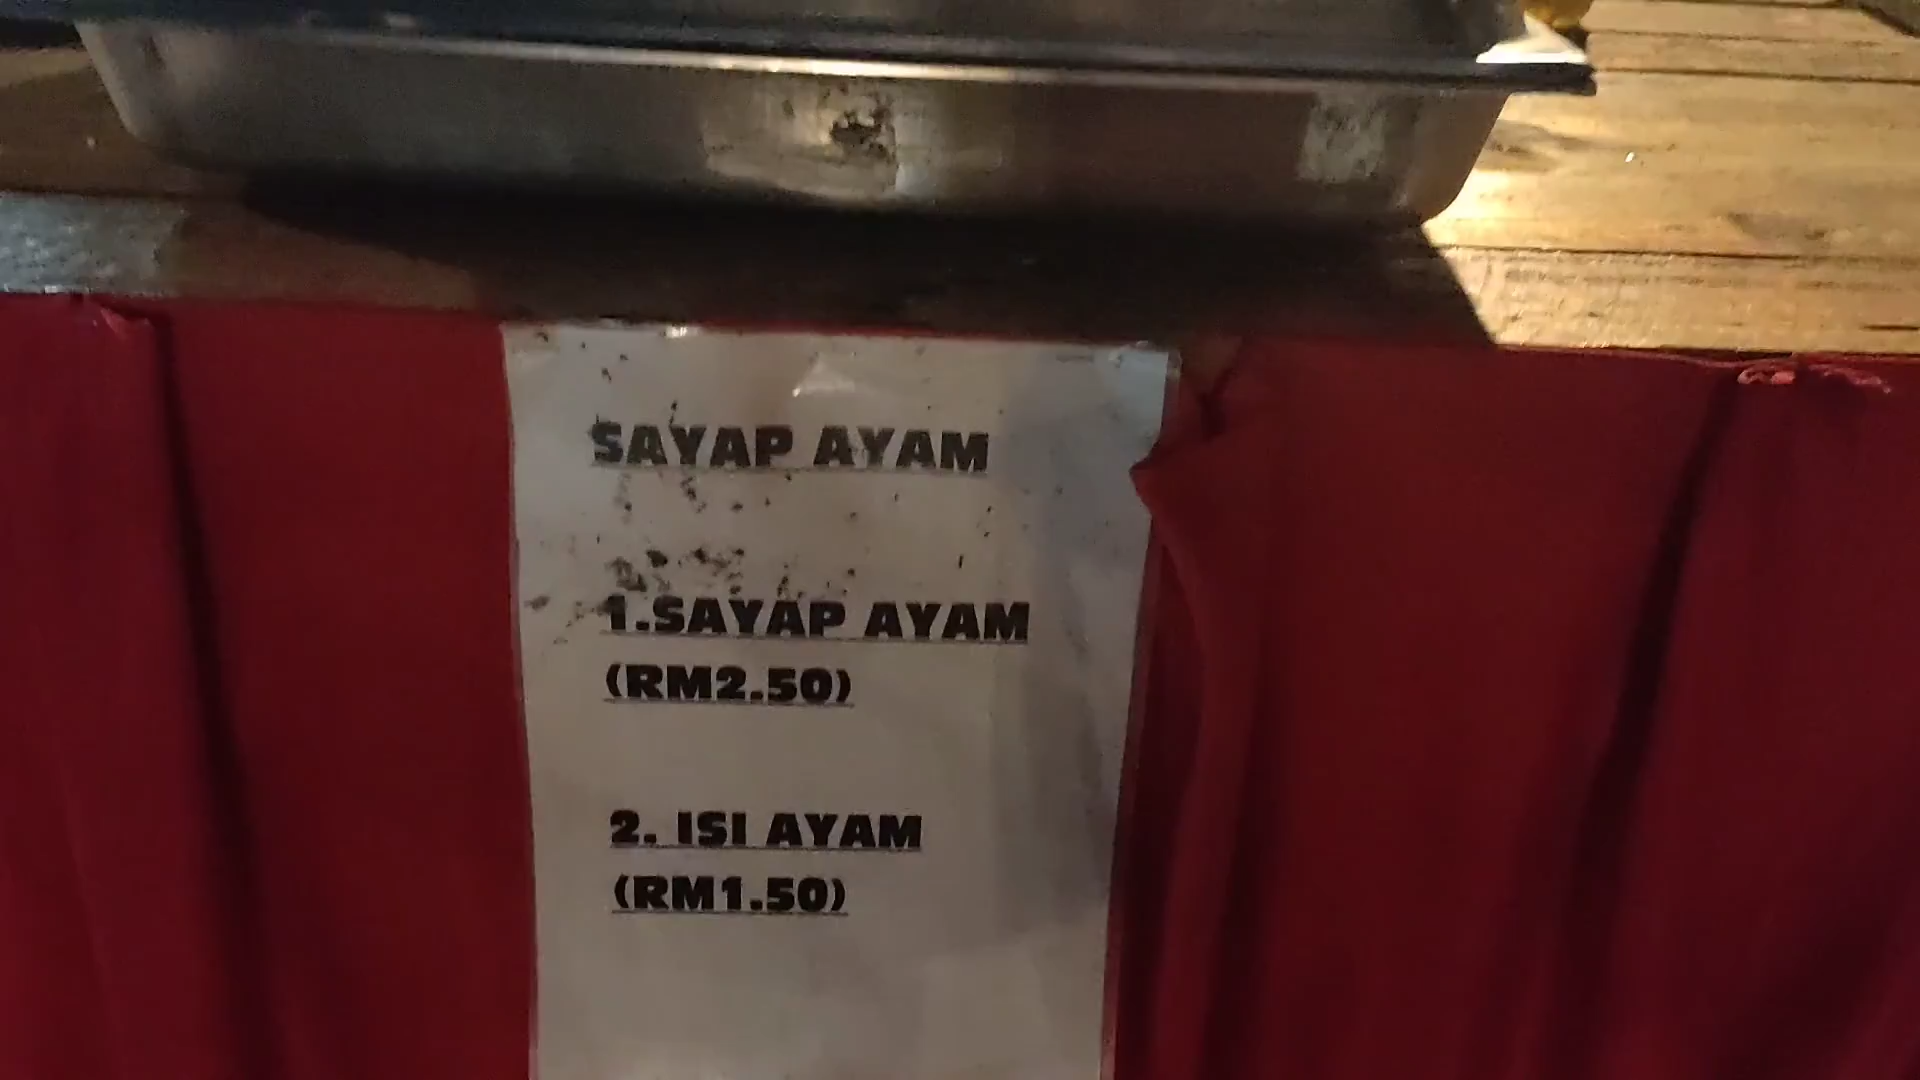 SAYAP AYAM
1.SAYAP AYAM
(RM2.50)
2. ISI AYAM
(RM1.50)